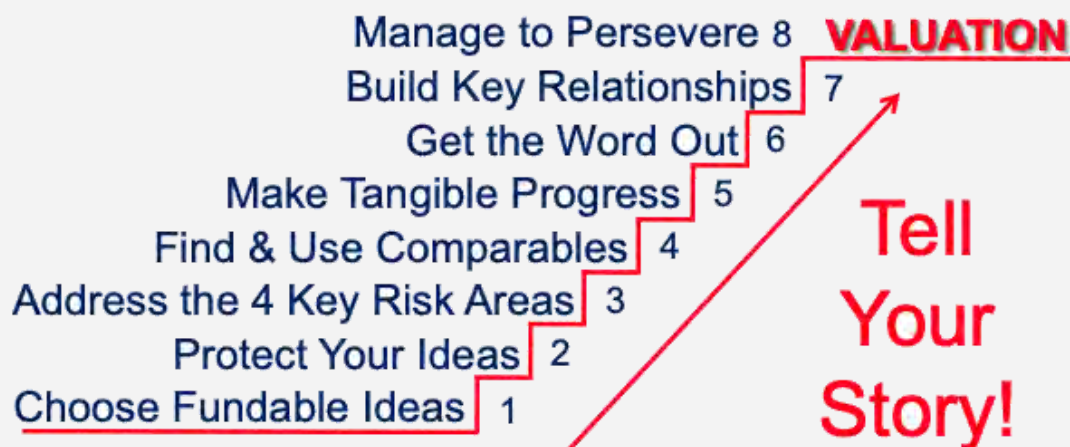 Manage to Persevere 8 VALUATION
Build Key Relationships 7
Get the Word Out 6
Make Tangible Progress 5
Find & Use Comparables 4
Address the 4 Key Risk Areas 3
Protect Your Ideas 2
Choose Fundable Ideas 1
Tell
Your
Story!